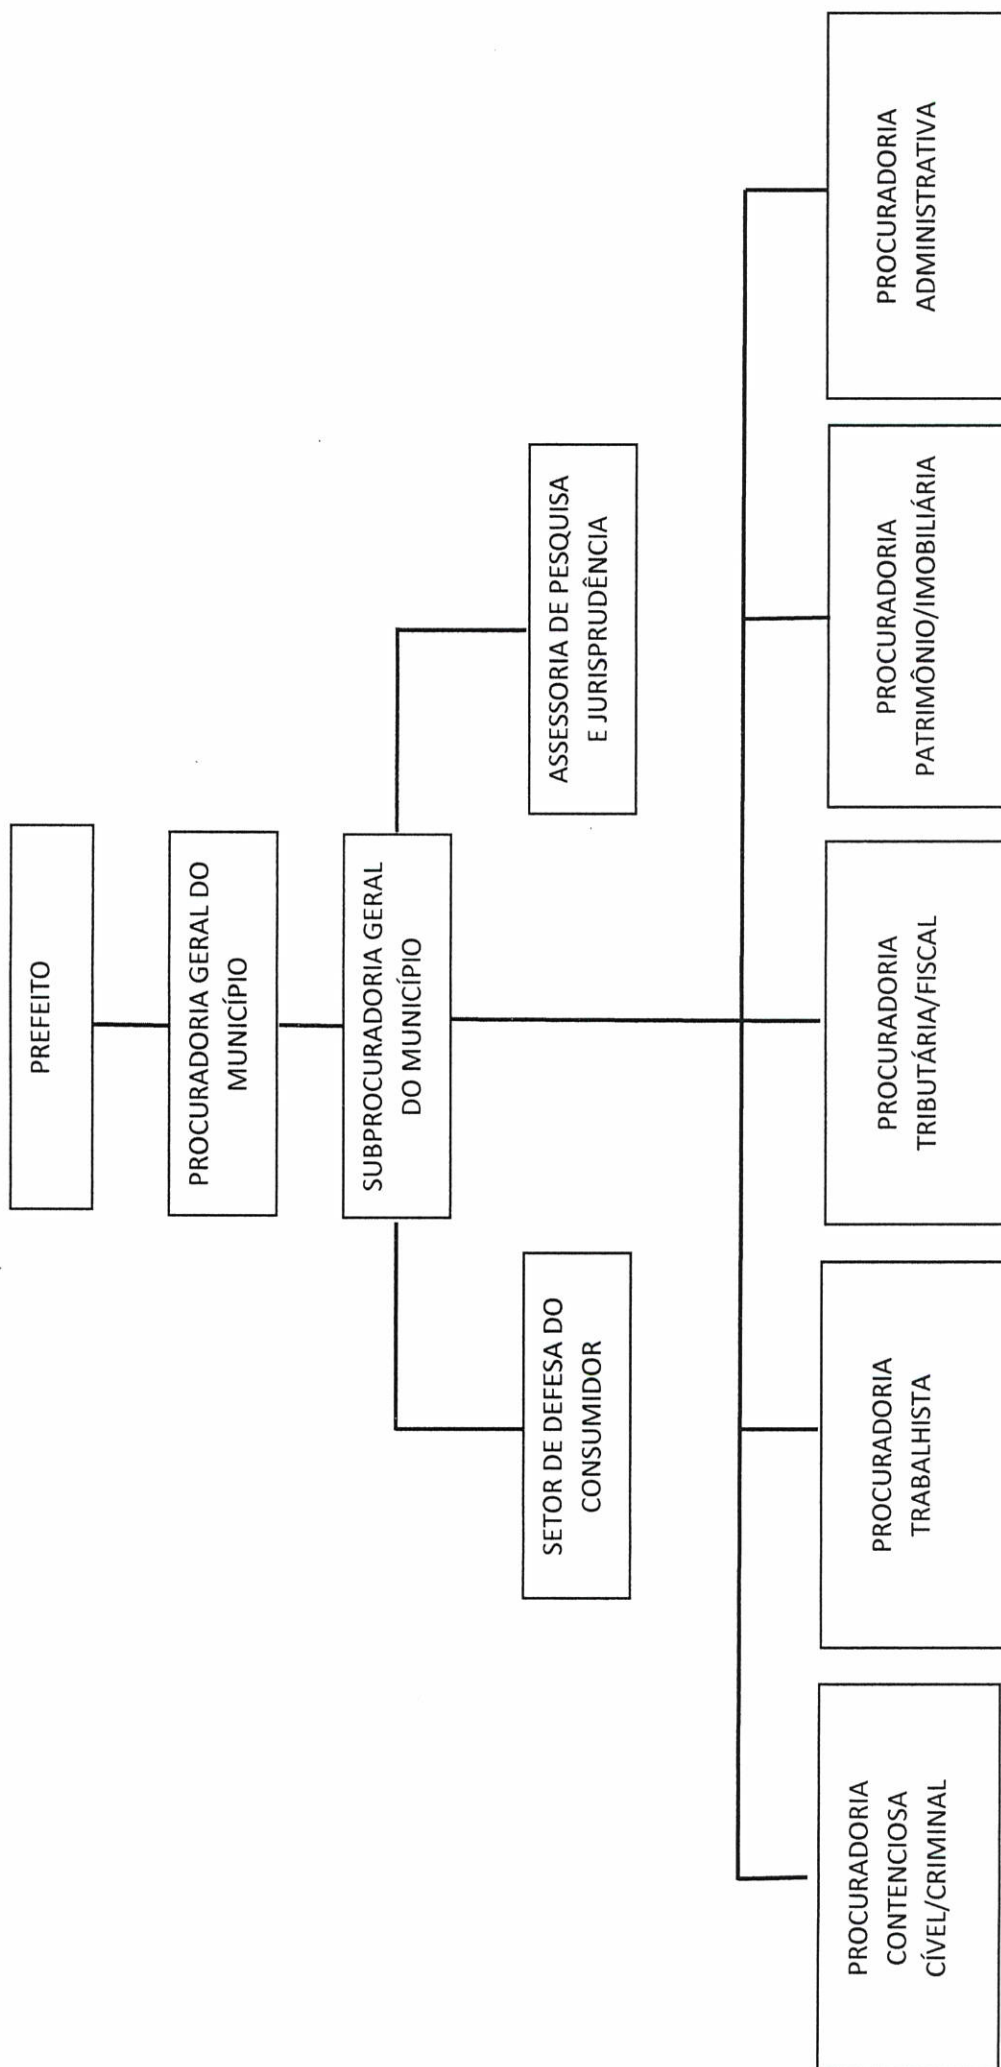 PREFEITO
PROCURADORIA GERAL DO
MUNICÍPIO
SUBPROCURADORIA GERAL
DO MUNICÍPIO
SETOR DE DEFESA DO
CONSUMIDOR
ASSESSORIA DE PESQUISA
E JURISPRUDÊNCIA
PROCURADORIA
CONTENCIOSA
CÍVEL/CRIMINAL
PROCURADORIA
TRABALHISTA
PROCURADORIA
TRIBUTÁRIA/FISCAL
PROCURADORIA
PATRIMÔNIO/IMOBILIÁRIA
PROCURADORIA
ADMINISTRATIVA